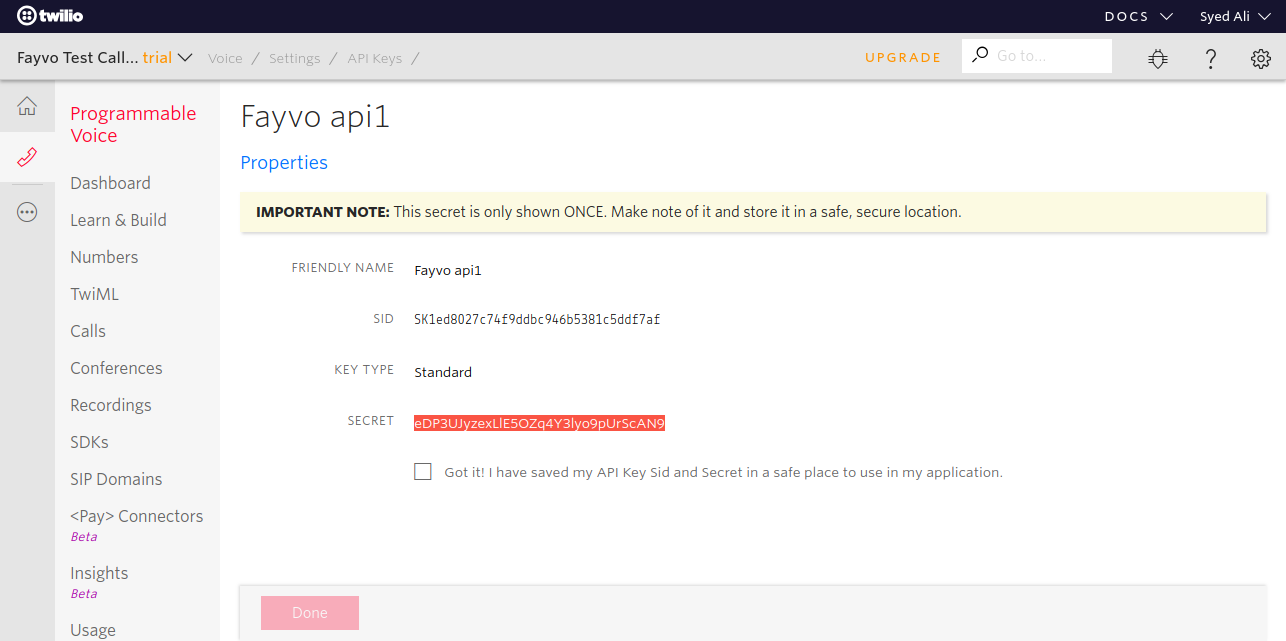 twilio
DOCS
Syed Ali
Fayvo Test Call... trial
Voice / Settings / API Keys /
UPGRADE
Go to...
Programmable
Voice
Dashboard
Learn & Build
Numbers
TwiML
Calls
Conferences
Recordings
SDKs
SIP Domains
<Pay> Connectors
Beta
Insights
Beta
Usage
Fayvo api1
Properties
IMPORTANT NOTE: This secret is only shown ONCE. Make note of it and store it in a safe, secure location.
FRIENDLY NAME Fayvo api1
SID SK1ed8027c74f9ddbc946b5381c5ddf7af
KEY TYPE Standard
SECRET eDP3UJyzexLlE5OZq4Y3lyo9pUrScAN9
Got it! I have saved my API Key Sid and Secret in a safe place to use in my application.
Done